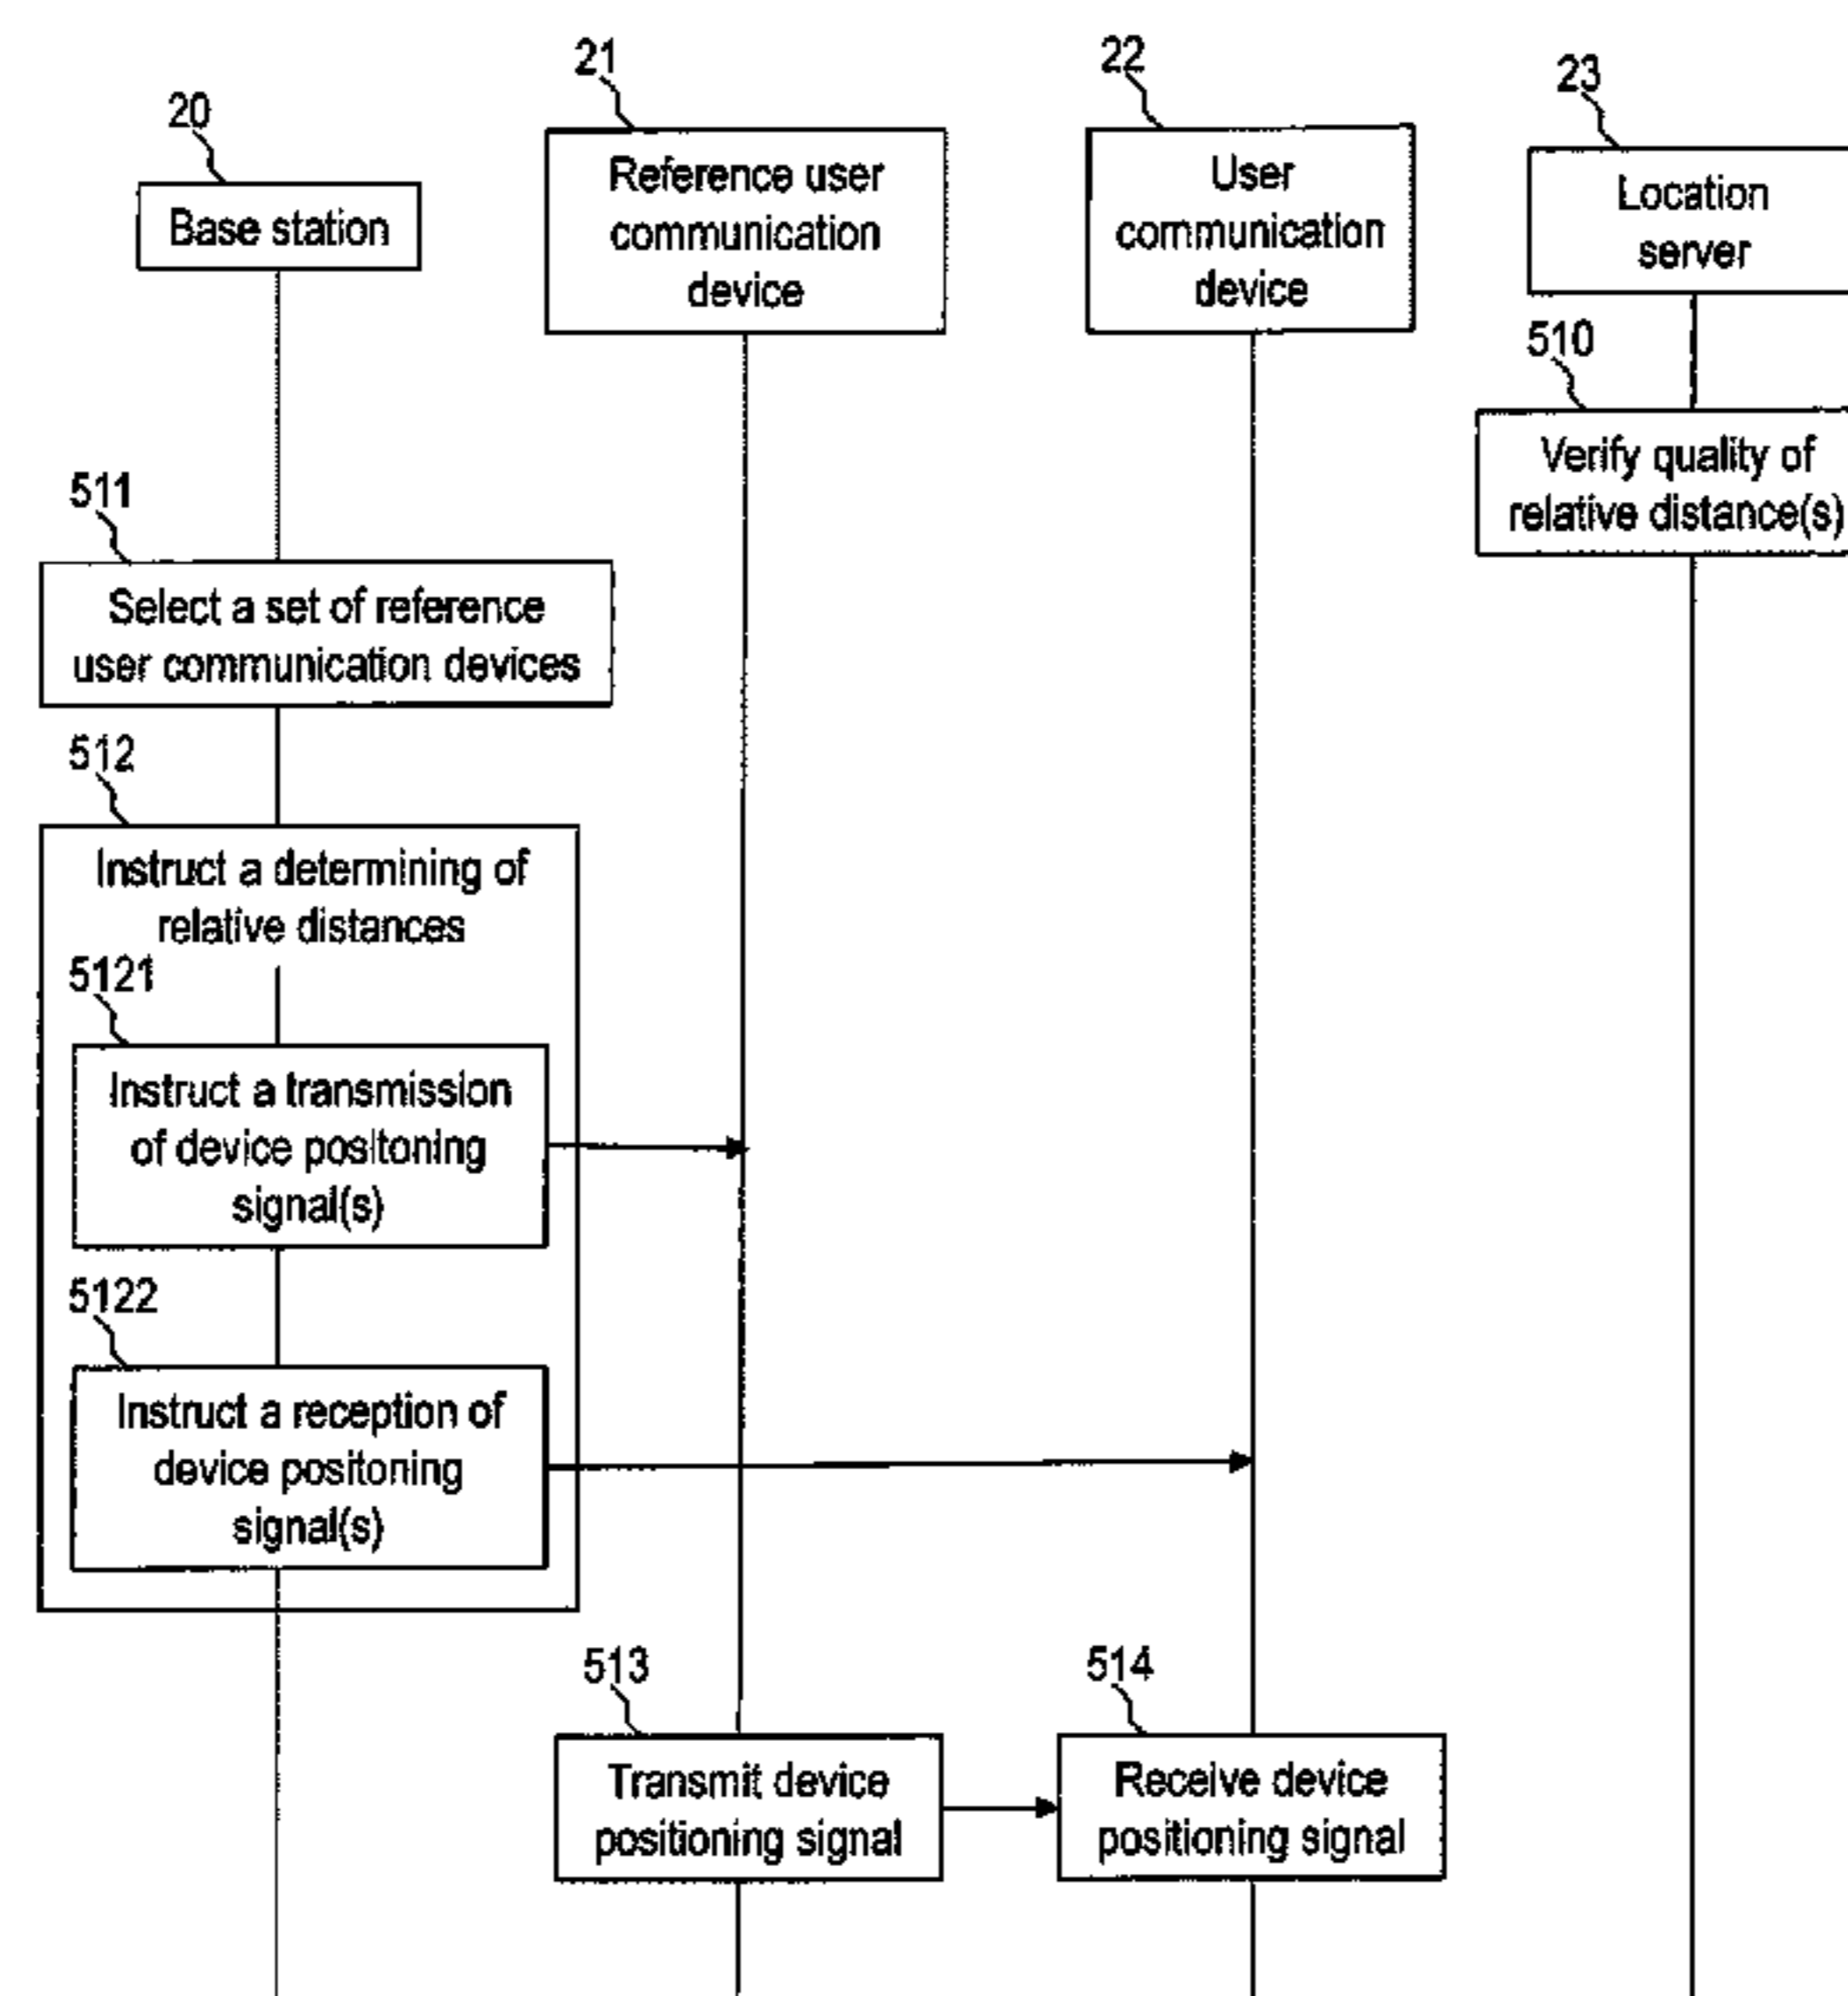 20
Base station
21
Reference user
communication
device
22
User
communication
device
23
Location
server
510
Verify quality of
relative distance(s)
511
Select a set of reference
user communication devices
512
Instruct a determining of
relative distances
5121
Instruct a transmission
of device positoning
signal(s)
5122
Instruct a reception of
device positoning
signal(s)
513
Transmit device
positioning signal
514
Receive device
positioning signal